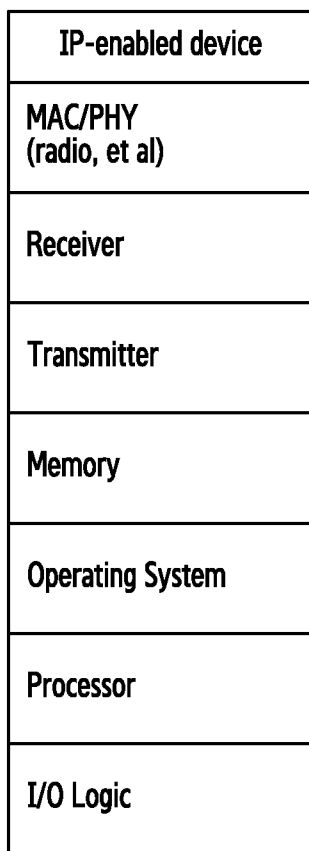 IP-enabled device
MAC/PHY
(radio, et al)
Receiver
Transmitter
Memory
Operating System
Processor
I/O Logic